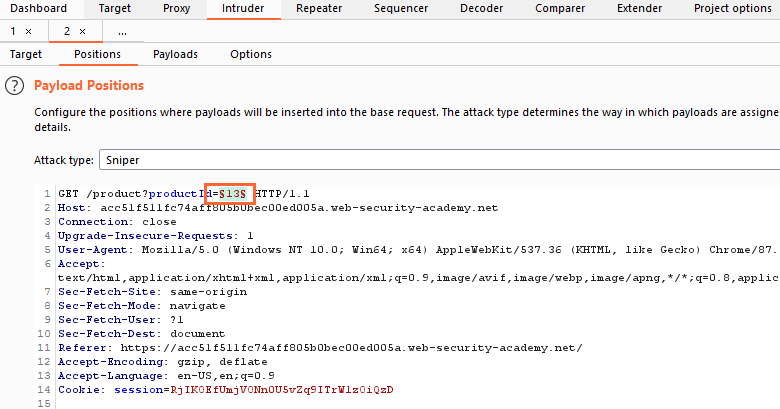 Dashboard Target Proxy Intruder Repeater Sequencer Decoder Comparer Extender Project options
1 × 2 × ...
Target Positions Payloads Options
? Payload Positions
Configure the positions where payloads will be inserted into the base request. The attack type determines the way in which payloads are assigne
details.
Attack type: Sniper
1 GET /product?productId=§13§ HTTP/1.1
2 Host: acc51f511fc74aff805b0bec00ed005a.web-security-academy.net
3 Connection: close
4 Upgrade-Insecure-Requests: 1
5 User-Agent: Mozilla/5.0 (Windows NT 10.0; Win64; x64) AppleWebKit/537.36 (KHTML, like Gecko) Chrome/87.
6 Accept:
text/html,application/xhtml+xml,application/xml;q=0.9,image/avif,image/webp,image/apng,*/*;q=0.8,applic
7 Sec-Fetch-Site: same-origin
8 Sec-Fetch-Mode: navigate
9 Sec-Fetch-User: ?1
10 Sec-Fetch-Dest: document
11 Referer: https://acc51f511fc74aff805b0bec00ed005a.web-security-academy.net/
12 Accept-Encoding: gzip, deflate
13 Accept-Language: en-US,en;q=0.9
14 Cookie: session=RjIKOEfUmjVONnOU5vZq9ITrWlzOiQzD
15